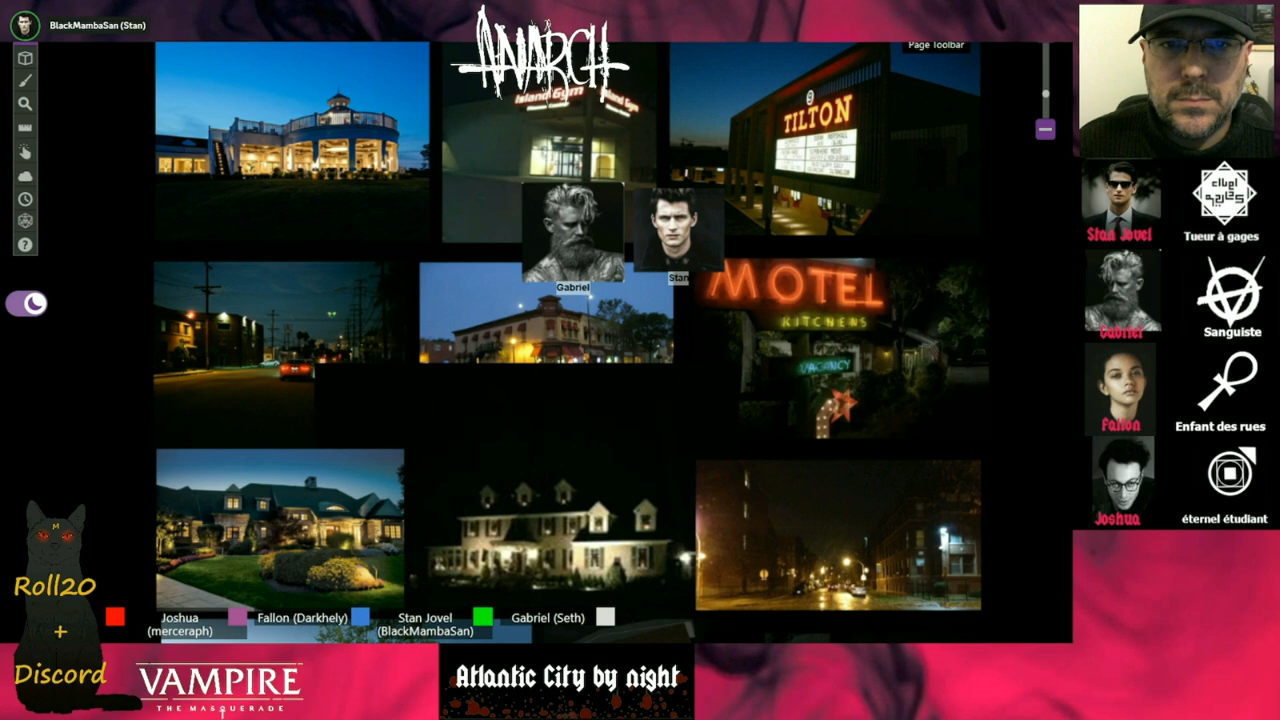 BlackMambaSan (Stan)
ANARCH
Page Toolbar
Island Gym
TILTON
Gabriel
Stan
MOTEL
KITCHENS
VACANCY
Stan Jovel
Tueur à gages
Gabriel
Sanguiste
Fallon
Enfant des rues
Joshua
éternel étudiant
M
Roll20
+
Discord
Joshua
(merceraph)
Fallon (Darkhely)
Stan Jovel
(BlackMambaSan)
Gabriel (Seth)
VAMPIRE
THE MASQUERADE
Atlantic City by night